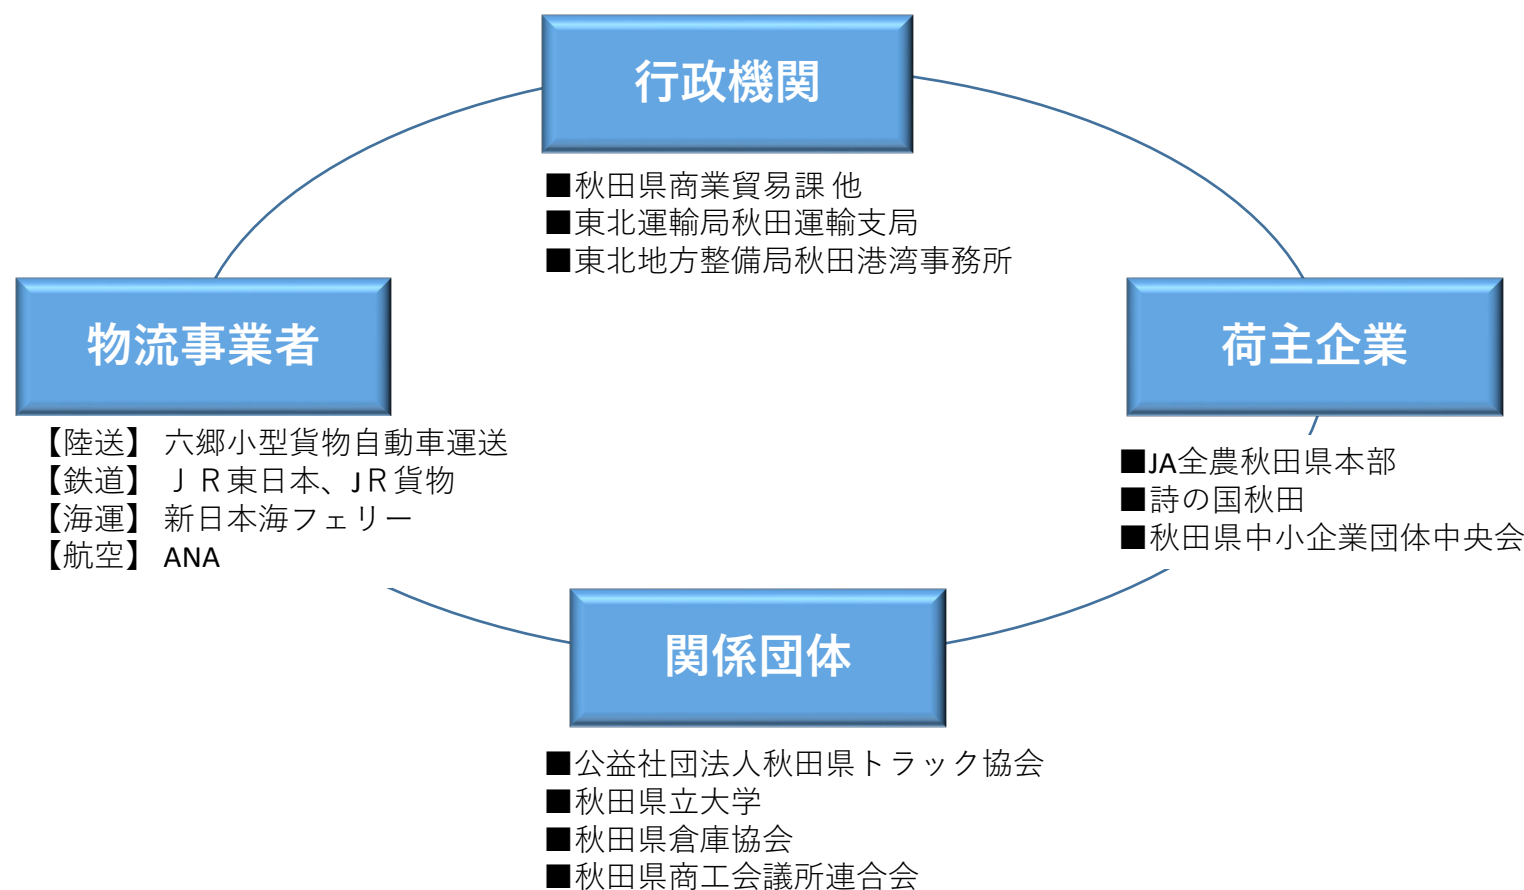 行政機関
■秋田県商業貿易課 他
■東北運輸局秋田運輸支局
■東北地方整備局秋田港湾事務所
物流事業者
【陸送】 六郷小型貨物自動車運送
【鉄道】 ＪＲ東日本、JＲ貨物
【海運】 新日本海フェリー
【航空】 ANA
荷主企業
■JA全農秋田県本部
■詩の国秋田
■秋田県中小企業団体中央会
関係団体
■公益社団法人秋田県トラック協会
■秋田県立大学
■秋田県倉庫協会
■秋田県商工会議所連合会